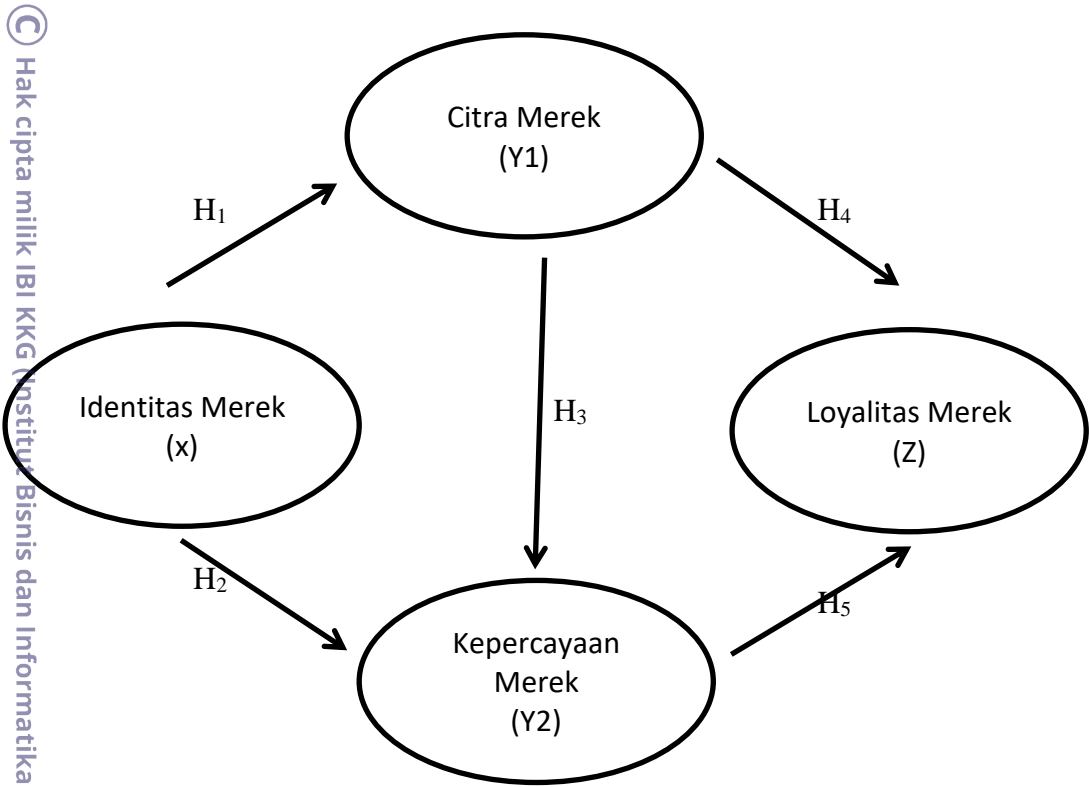 © Hak cipta milik IBI KKG (Institut Bisnis dan Informatika
Citra Merek
(Y1)
H₁
H₄
Identitas Merek
(x)
H₃
Loyalitas Merek
(Z)
H₂
H₅
Kepercayaan
Merek
(Y2)